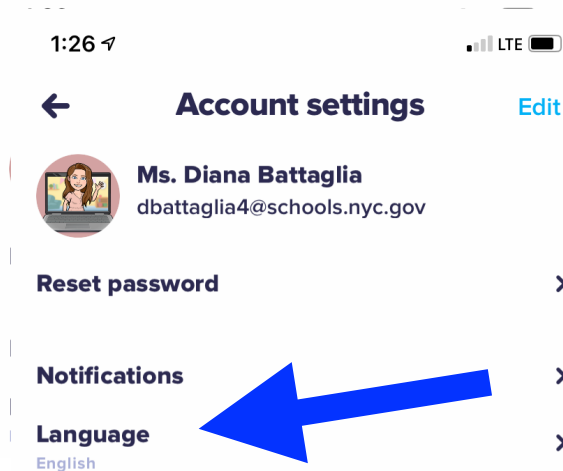 1:26 LTE
Account settings Edit
Ms. Diana Battaglia
dbattaglia4@schools.nyc.gov
Reset password
Notifications
Language
English